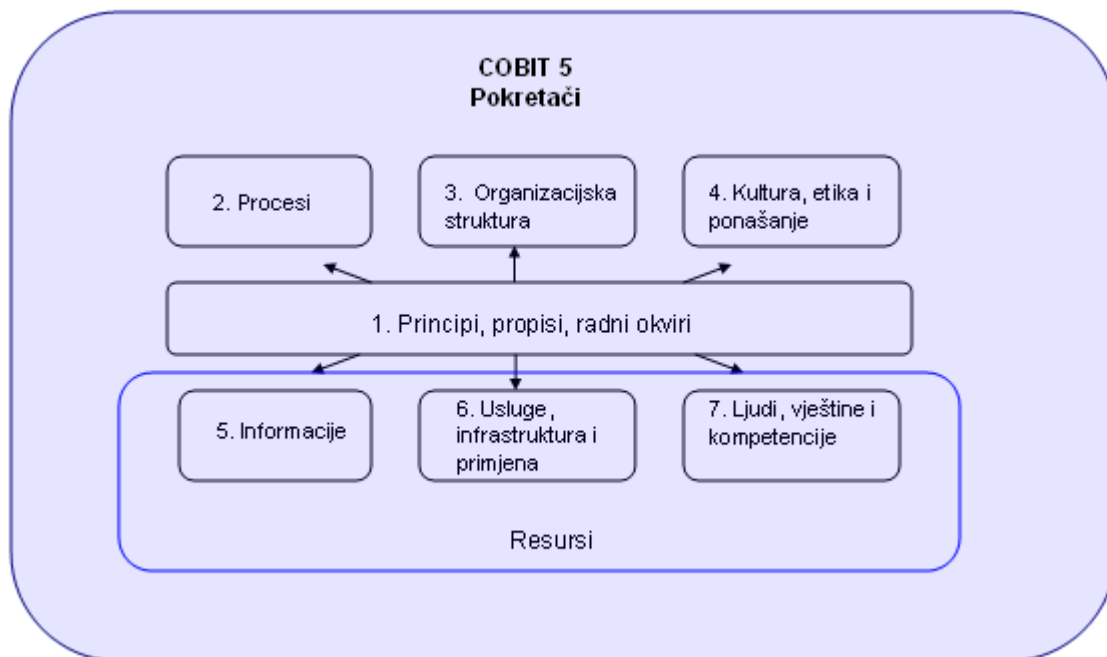 COBIT 5
Pokretači
2. Procesi
3. Organizacijska
struktura
4. Kultura, etika i
ponašanje
1. Principi, propisi, radni okviri
5. Informacije
6. Usluge,
infrastruktura i
primjena
7. Ljudi, vještine i
kompetencije
Resursi